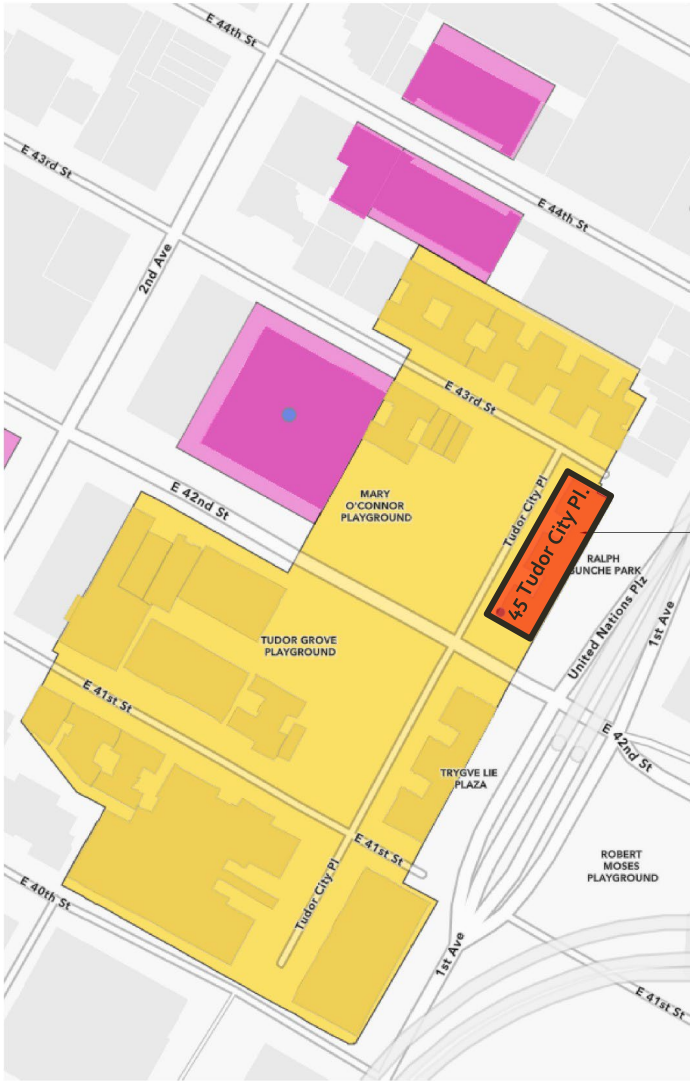 E 44th St
E 43rd St
E 44th St
2nd Ave
E 43rd St
E 42nd St
MARY
O'CONNOR
PLAYGROUND
Tudor City Pl
45 Tudor City Pl.
RALPH
BUNCHE PARK
United Nations Plz
1st Ave
TUDOR GROVE
PLAYGROUND
E 41st St
E 42nd St
TRYGVE LIE
PLAZA
E 41st St
ROBERT
MOSES
PLAYGROUND
Tudor City Pl
E 40th St
1st Ave
E 41st St